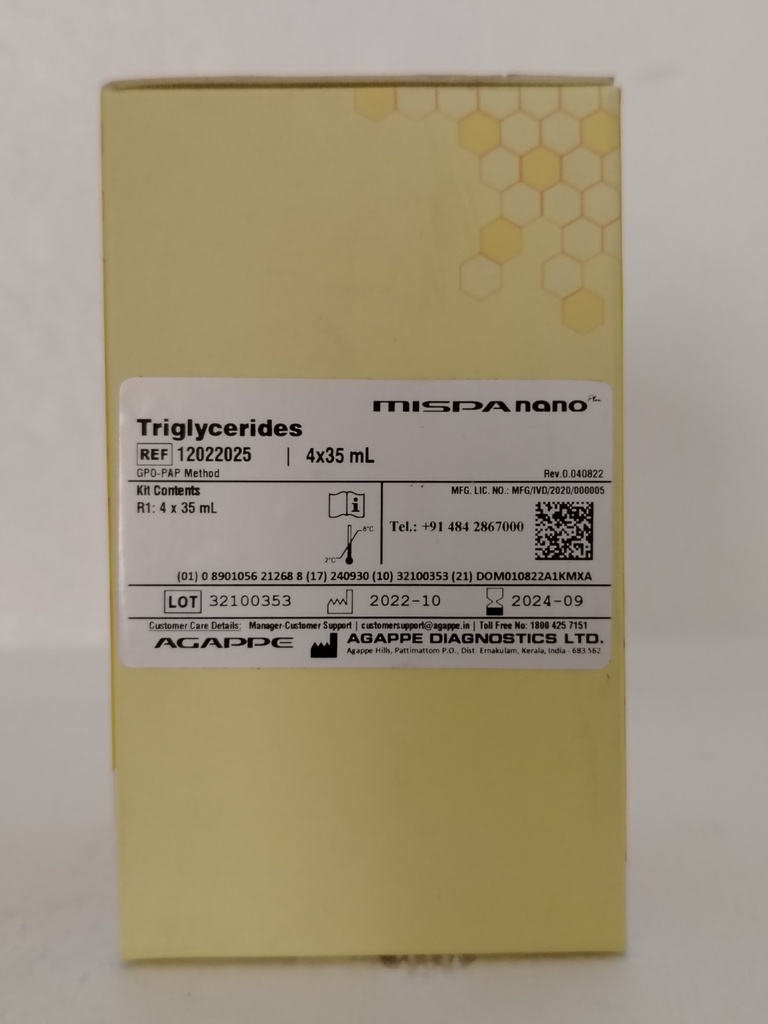 MISPA nano Plus
Triglycerides
REF 12022025 | 4x35 mL
GPO-PAP Method
Rev.0.040822
Kit Contents
R1: 4 x 35 mL
i
8°C
2°C
MFG. LIC. NO.: MFG/IVD/2020/000005
Tel.: +91 484 2867000
(01) 0 8901056 21268 8 (17) 240930 (10) 32100353 (21) DOM010822A1KMXA
LOT 32100353 2022-10 2024-09
Customer Care Details: Manager-Customer Support | customersupport@agappe.in | Toll Free No: 1800 425 7151
AGAPPE AGAPPE DIAGNOSTICS LTD.
Agappe Hills, Pattimattom P.O., Dist. Ernakulam, Kerala, India - 683 562